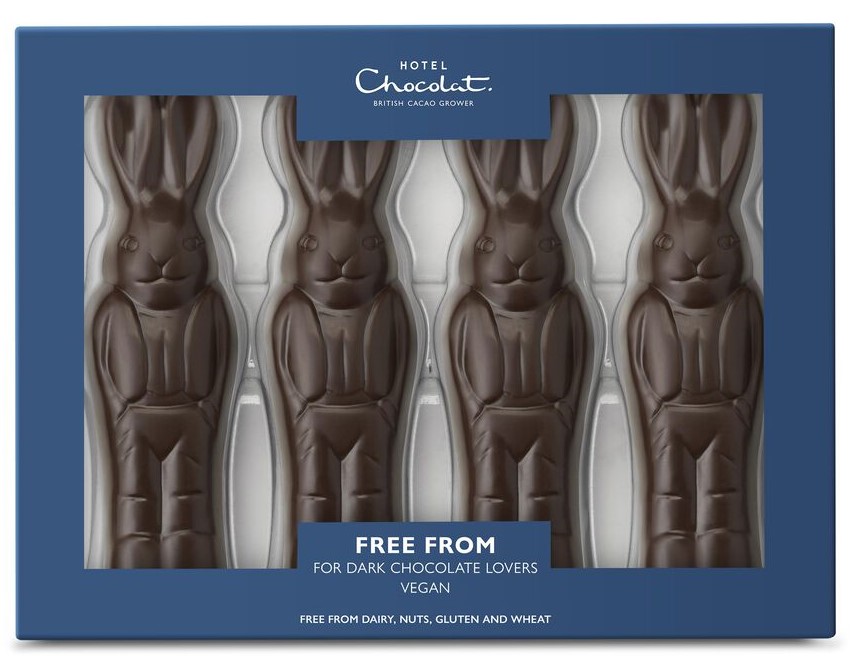 HOTEL
Chocolat.
BRITISH CACAO GROWER
FREE FROM
FOR DARK CHOCOLATE LOVERS
VEGAN
FREE FROM DAIRY, NUTS, GLUTEN AND WHEAT